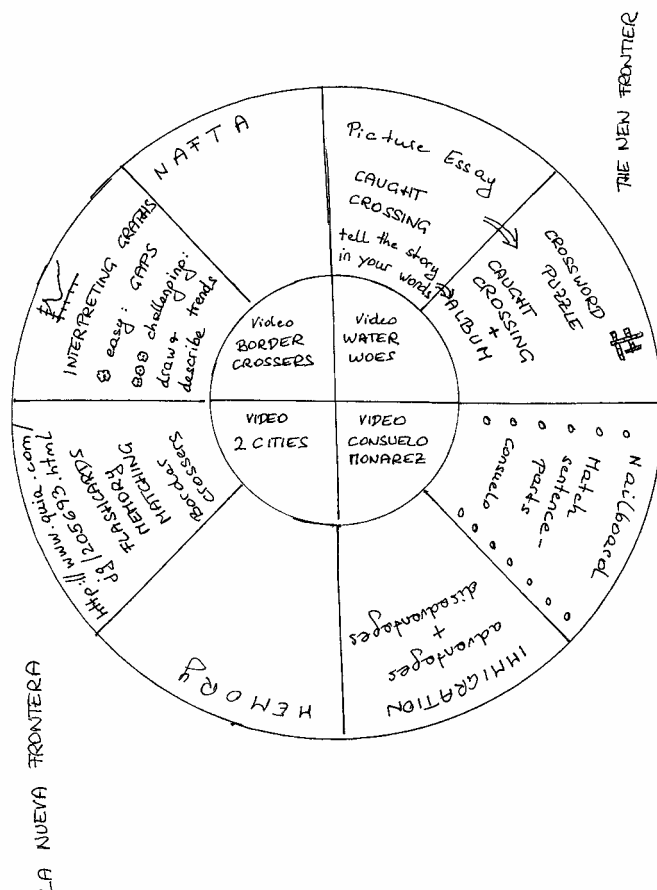 THE NEW FRONTIER
NAFTA
Picture Essay
CAUGHT
CROSSING
tell the story
in your words
CROSSWORD
PUZZLE
CAUGHT
CROSSING
+
ALBUM
Nailboard
Match
sentence-
parts
consuelo
IMMIGRATION
advantages
+
disadvantages
MEMORY
http://www.quia.com/
jg/205693.html
FLASHCARDS
MEMORY
MATCHING
Border
crossers
INTERPRETING GRAPHS
easy: GAPS
challenging:
draw &
describe trends
Video
BORDER
CROSSERS
Video
WATER
WOES
VIDEO
2 CITIES
VIDEO
CONSUELO
MONAREZ
LA NUEVA FRONTERA